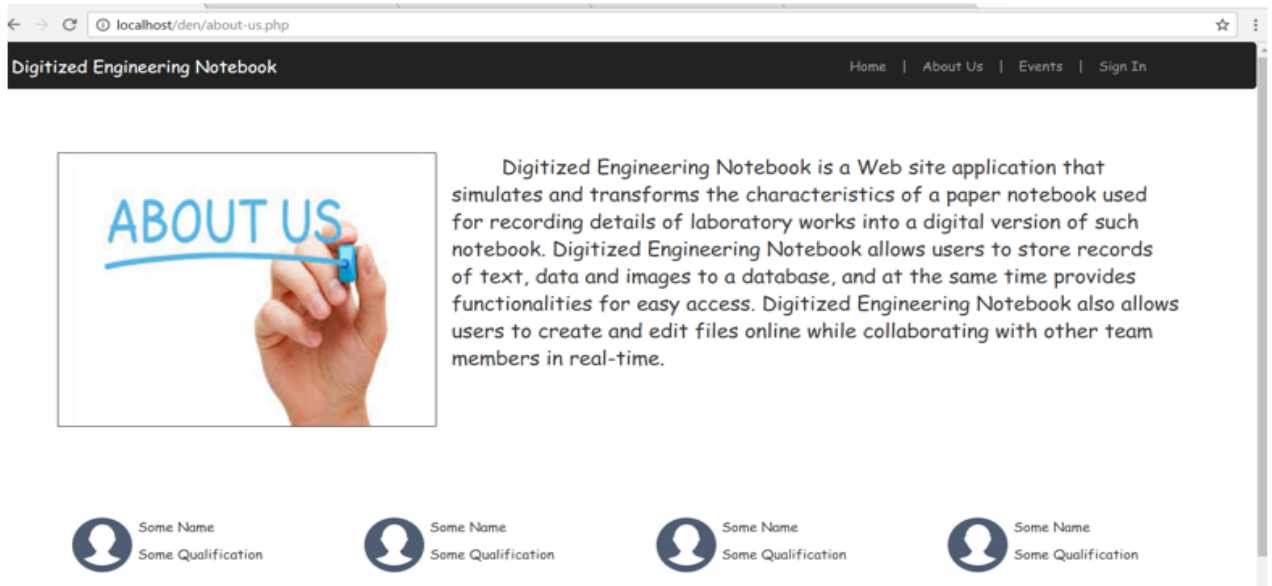 localhost/den/about-us.php
Digitized Engineering Notebook
Home | About Us | Events | Sign In
ABOUT US
Digitized Engineering Notebook is a Web site application that
simulates and transforms the characteristics of a paper notebook used
for recording details of laboratory works into a digital version of such
notebook. Digitized Engineering Notebook allows users to store records
of text, data and images to a database, and at the same time provides
functionalities for easy access. Digitized Engineering Notebook also allows
users to create and edit files online while collaborating with other team
members in real-time.
Some Name
Some Qualification
Some Name
Some Qualification
Some Name
Some Qualification
Some Name
Some Qualification